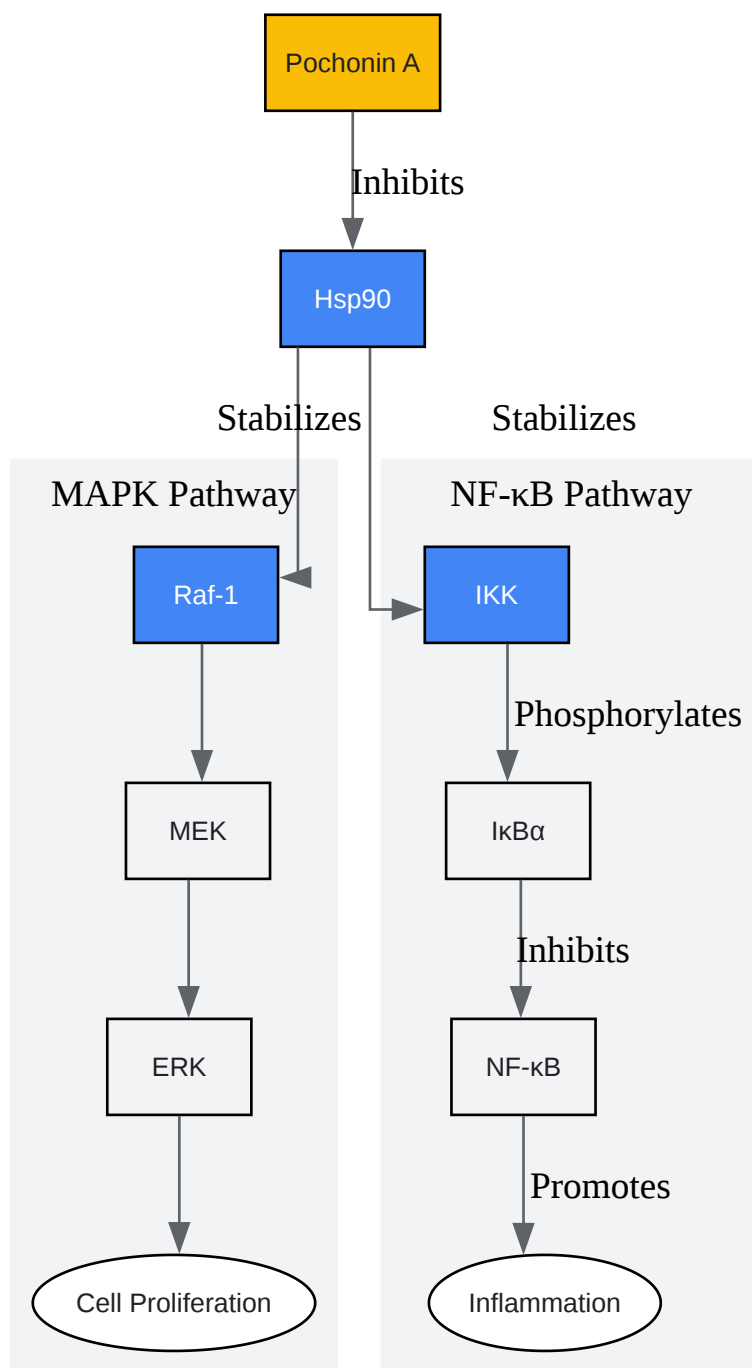 Pochonin A
Inhibits
Hsp90
Stabilizes
Stabilizes
MAPK Pathway
NF-κB Pathway
Raf-1
IKK
Phosphorylates
MEK
IκBα
Inhibits
ERK
NF-κB
Promotes
Cell Proliferation
Inflammation